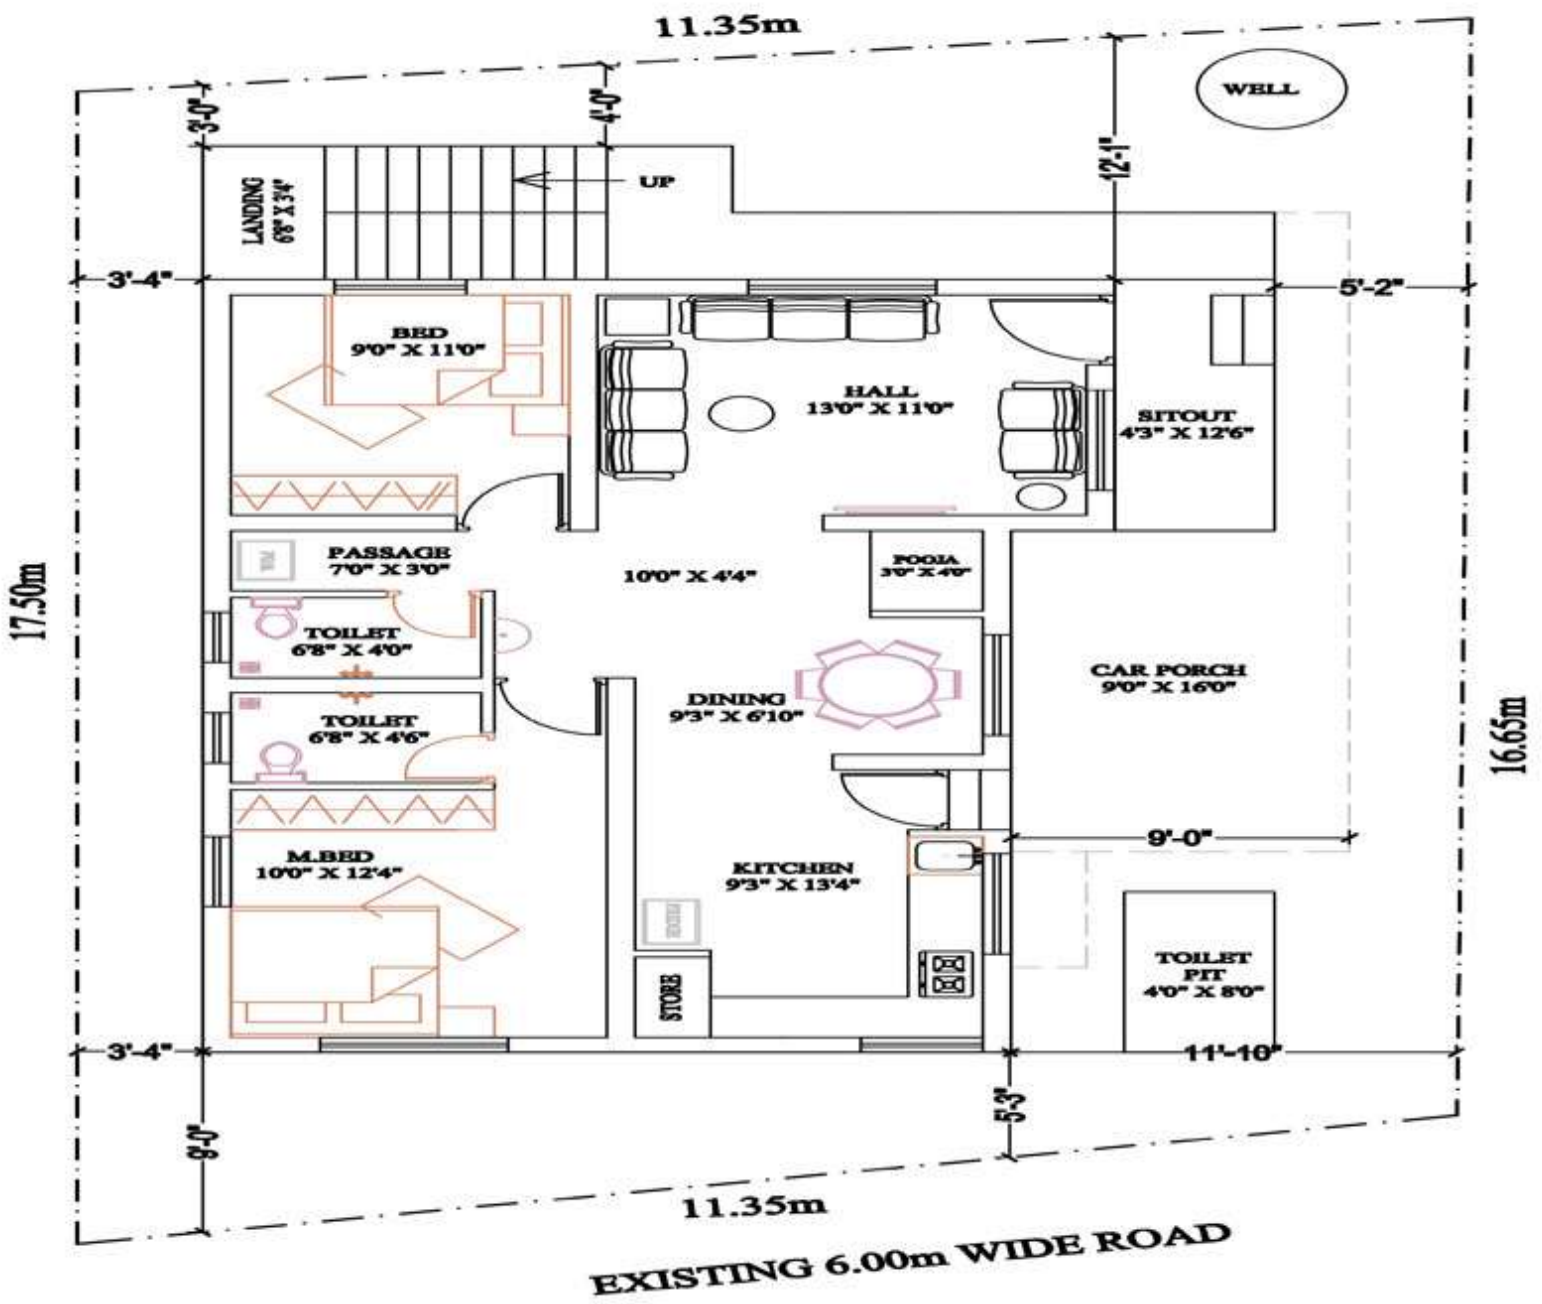 11.35m
WELL
3'-0"
4'-0"
12'-1"
LANDING
6'8" X 3'4"
UP
3'-4"
5'-2"
BED
9'0" X 11'0"
HALL
13'0" X 11'0"
SITOUT
4'3" X 12'6"
PASSAGE
7'0" X 3'0"
10'0" X 4'4"
POOJA
3'0" X 4'0"
17.50m
TOILET
6'8" X 4'0"
CAR PORCH
9'0" X 16'0"
DINING
9'3" X 6'10"
TOILET
6'8" X 4'6"
16.65m
9'-0"
M.BED
10'0" X 12'4"
KITCHEN
9'3" X 13'4"
FRIDGE
STORE
TOILET
PIT
4'0" X 8'0"
3'-4"
11'-10"
9'-0"
5'-3"
11.35m
EXISTING 6.00m WIDE ROAD